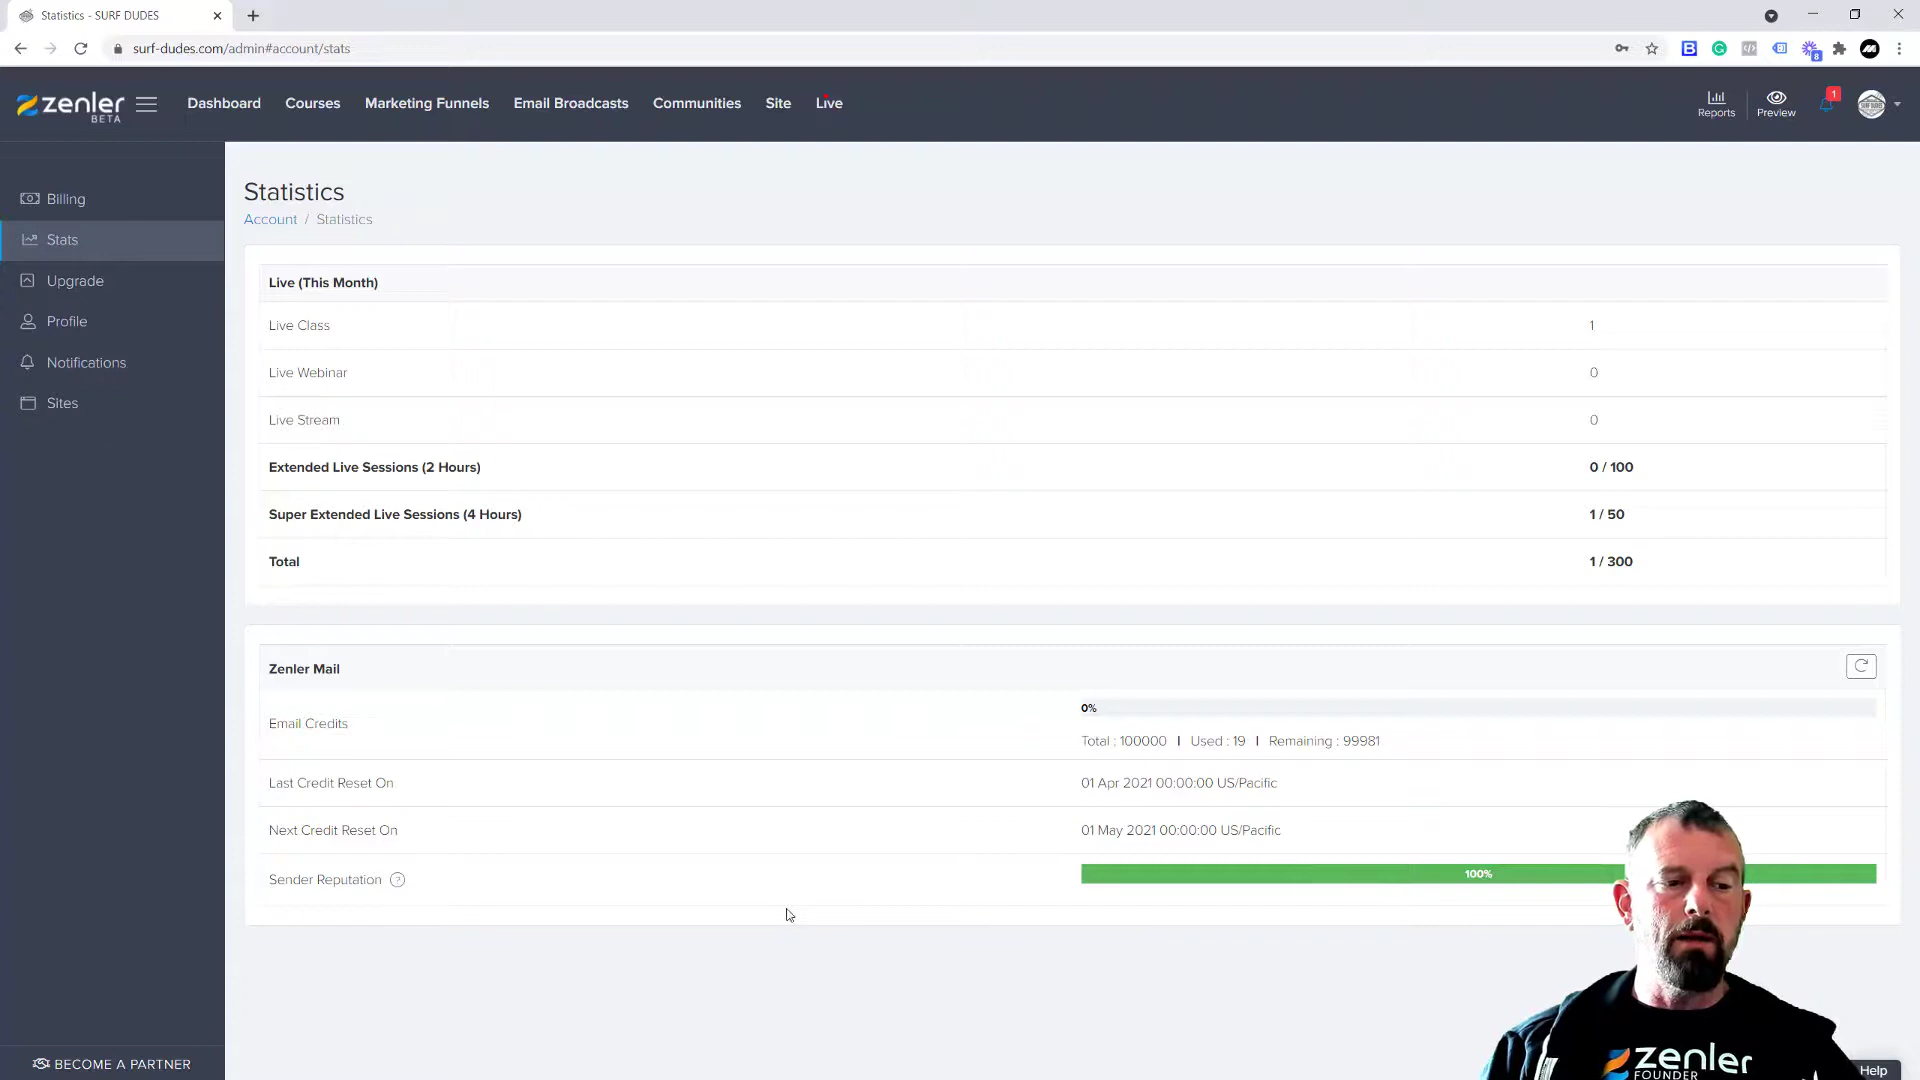 Statistics - SURF DUDES
surf-dudes.com/admin#account/stats
8
zenler
BETA
Dashboard
Courses
Marketing Funnels
Email Broadcasts
Communities
Site
Live
Reports
Preview
1
Billing
Stats
Upgrade
Profile
Notifications
Sites
BECOME A PARTNER
Statistics
Account / Statistics
Live (This Month)
Live Class 1
Live Webinar 0
Live Stream 0
Extended Live Sessions (2 Hours) 0 / 100
Super Extended Live Sessions (4 Hours) 1 / 50
Total 1 / 300
Zenler Mail
Email Credits
0%
Total : 100000 | Used : 19 | Remaining : 99981
Last Credit Reset On 01 Apr 2021 00:00:00 US/Pacific
Next Credit Reset On 01 May 2021 00:00:00 US/Pacific
Sender Reputation ? 100%
zenler
FOUNDER
Help